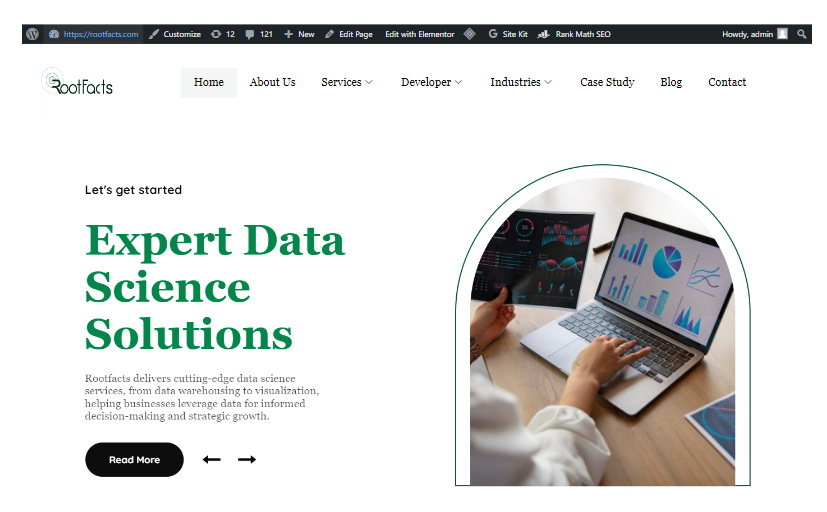 https://rootfacts.com Customize 12 121 New Edit Page Edit with Elementor Site Kit Rank Math SEO Howdy, admin
RootFacts Home About Us Services Developer Industries Case Study Blog Contact
Let's get started
Expert Data
Science
Solutions
Rootfacts delivers cutting-edge data science
services, from data warehousing to visualization,
helping businesses leverage data for informed
decision-making and strategic growth.
Read More